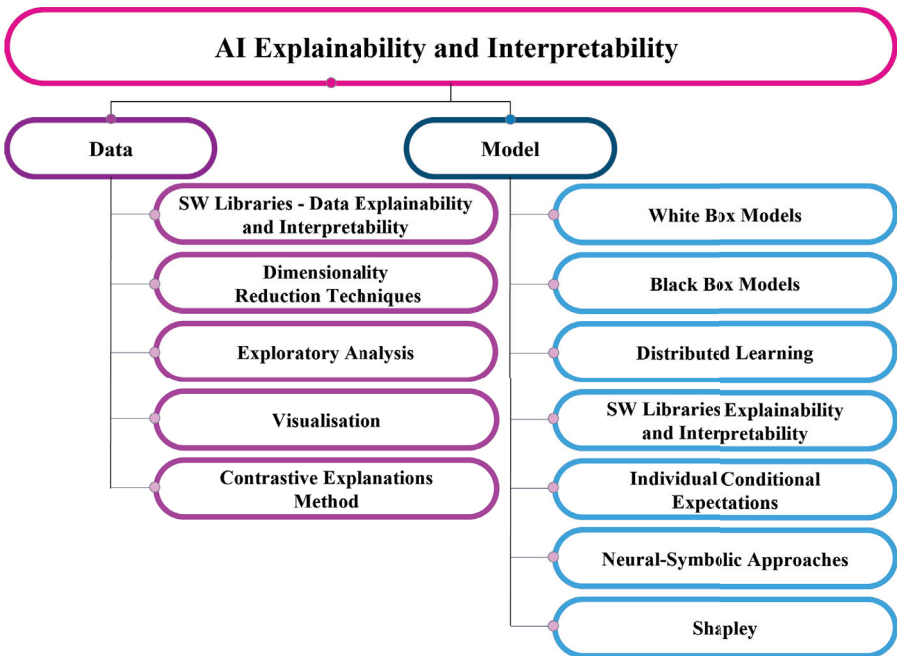 AI Explainability and Interpretability
Data
Model
SW Libraries - Data Explainability
and Interpretability
Dimensionality
Reduction Techniques
Exploratory Analysis
Visualisation
Contrastive Explanations
Method
White Box Models
Black Box Models
Distributed Learning
SW Libraries Explainability
and Interpretability
Individual Conditional
Expectations
Neural-Symbolic Approaches
Shapley